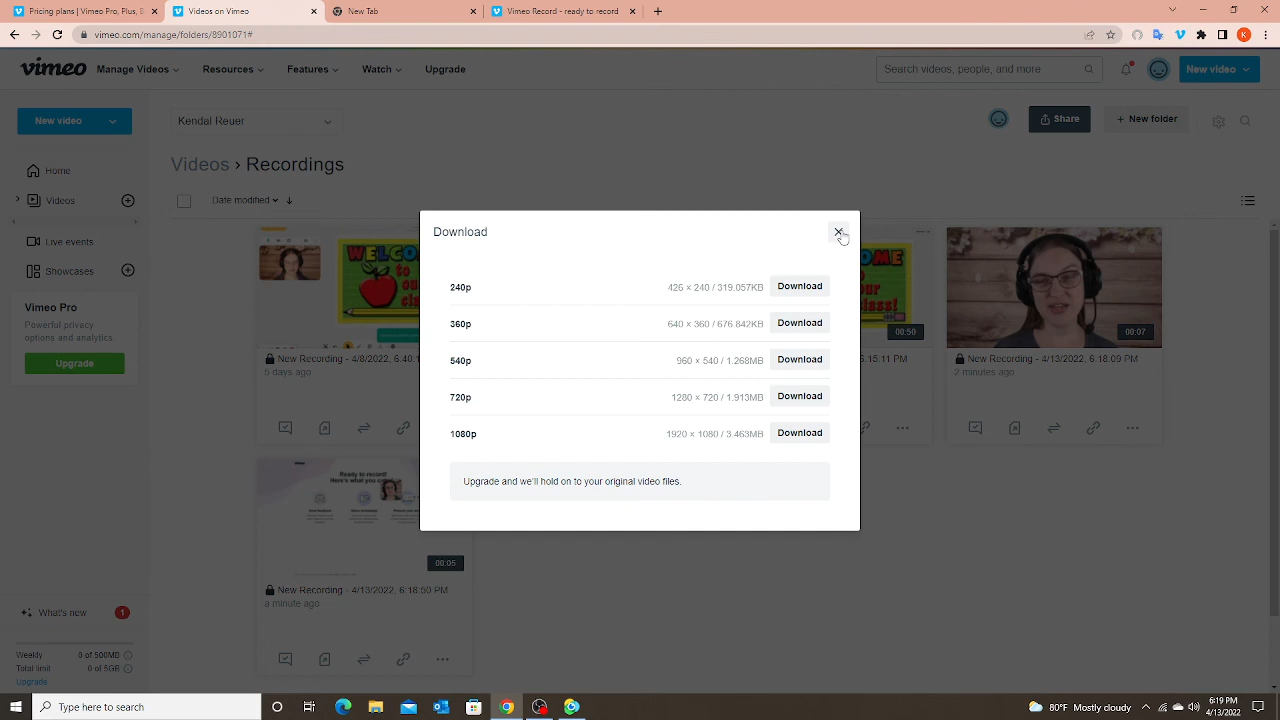 Pricing plans | Vimeo Pro, Plus,
Videos on Vimeo
New Tab
Vimeo Record - ready to record
vimeo.com/manage/folders/8901071#
K
vimeo
Manage Videos
Resources
Features
Watch
Upgrade
Search videos, people, and more
New video
New video
Kendal Reuer
Share
+ New folder
Home
Videos > Recordings
Videos
Date modified
Live events
Showcases
Vimeo Pro
Powerful privacy
options and analytics
Upgrade
Download
240p 426 × 240 / 319.057KB Download
360p 640 × 360 / 676.842KB Download
540p 960 × 540 / 1.268MB Download
720p 1280 × 720 / 1.913MB Download
1080p 1920 × 1080 / 3.463MB Download
Upgrade and we'll hold on to your original video files.
WELCO
to
00:50
00:07
New Recording - 4/8/2022, 6:40:
5 days ago
6:15:11 PM
New Recording - 4/13/2022, 6:18:09 PM
2 minutes ago
Ready to record!
00:05
New Recording - 4/13/2022, 6:18:50 PM
a minute ago
What's new 1
Weekly 0 of 500MB
Total limit 0 of 5GB
Upgrade
Type here to search
80°F Mostly cloudy
6:19 PM
4/13/2022